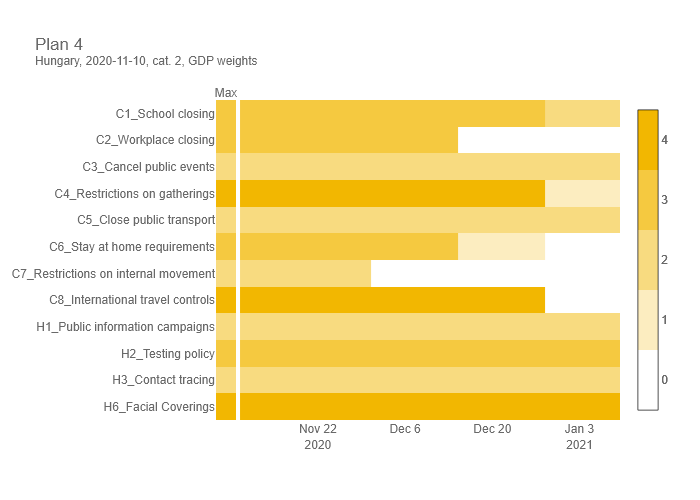 Plan 4
Hungary, 2020-11-10, cat. 2, GDP weights
Max
C1_School closing
C2_Workplace closing
C3_Cancel public events
C4_Restrictions on gatherings
C5_Close public transport
C6_Stay at home requirements
C7_Restrictions on internal movement
C8_International travel controls
H1_Public information campaigns
H2_Testing policy
H3_Contact tracing
H6_Facial Coverings
Nov 22
2020
Dec 6
Dec 20
Jan 3
2021
4
3
2
1
0